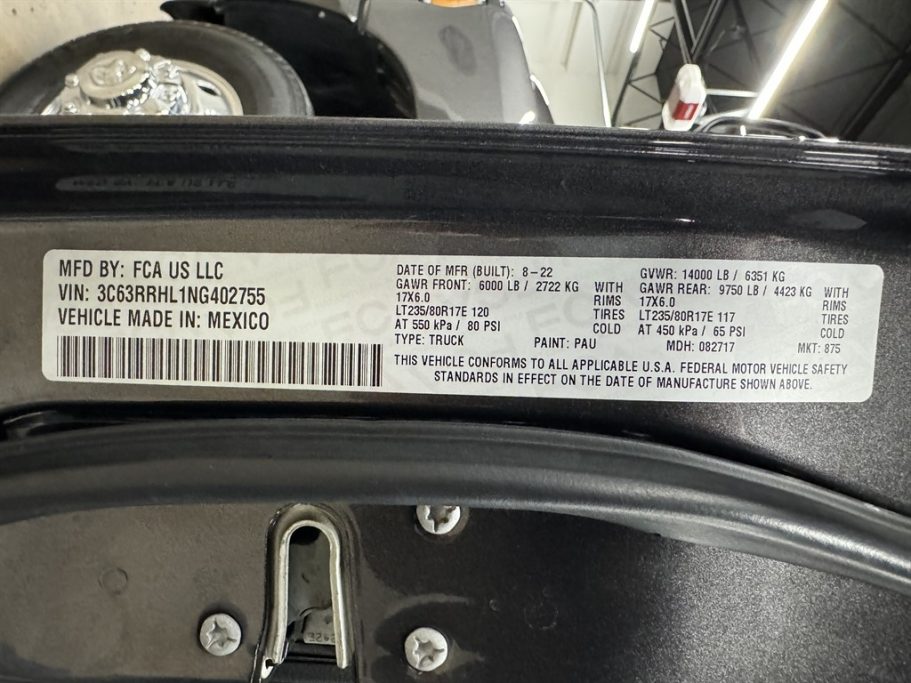 MFD BY: FCA US LLC
VIN: 3C63RRHL1NG402755
VEHICLE MADE IN: MEXICO
DATE OF MFR (BUILT): 8-22
GAWR FRONT: 6000 LB / 2722 KG WITH
17X6.0 RIMS
LT235/80R17E 120 TIRES
AT 550 kPa / 80 PSI COLD
TYPE: TRUCK PAINT: PAU
GVWR: 14000 LB / 6351 KG
GAWR REAR: 9750 LB / 4423 KG WITH
17X6.0 RIMS
LT235/80R17E 117 TIRES
AT 450 kPa / 65 PSI COLD
MDH: 082717 MKT: 875
THIS VEHICLE CONFORMS TO ALL APPLICABLE U.S.A. FEDERAL MOTOR VEHICLE SAFETY
STANDARDS IN EFFECT ON THE DATE OF MANUFACTURE SHOWN ABOVE.